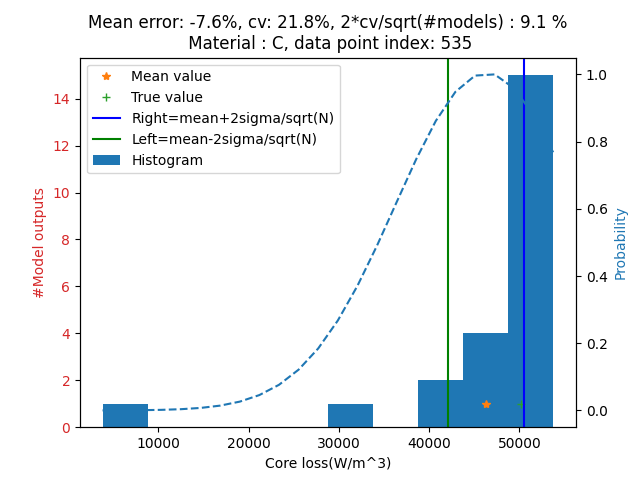 Mean error: -7.6%, cv: 21.8%, 2*cv/sqrt(#models) : 9.1 %
Material : C, data point index: 535
Mean value
True value
Right=mean+2sigma/sqrt(N)
Left=mean-2sigma/sqrt(N)
Histogram
#Model outputs
14
12
10
8
6
4
2
0
1.0
0.8
0.6
0.4
0.2
0.0
Probability
10000 20000 30000 40000 50000
Core loss(W/m^3)